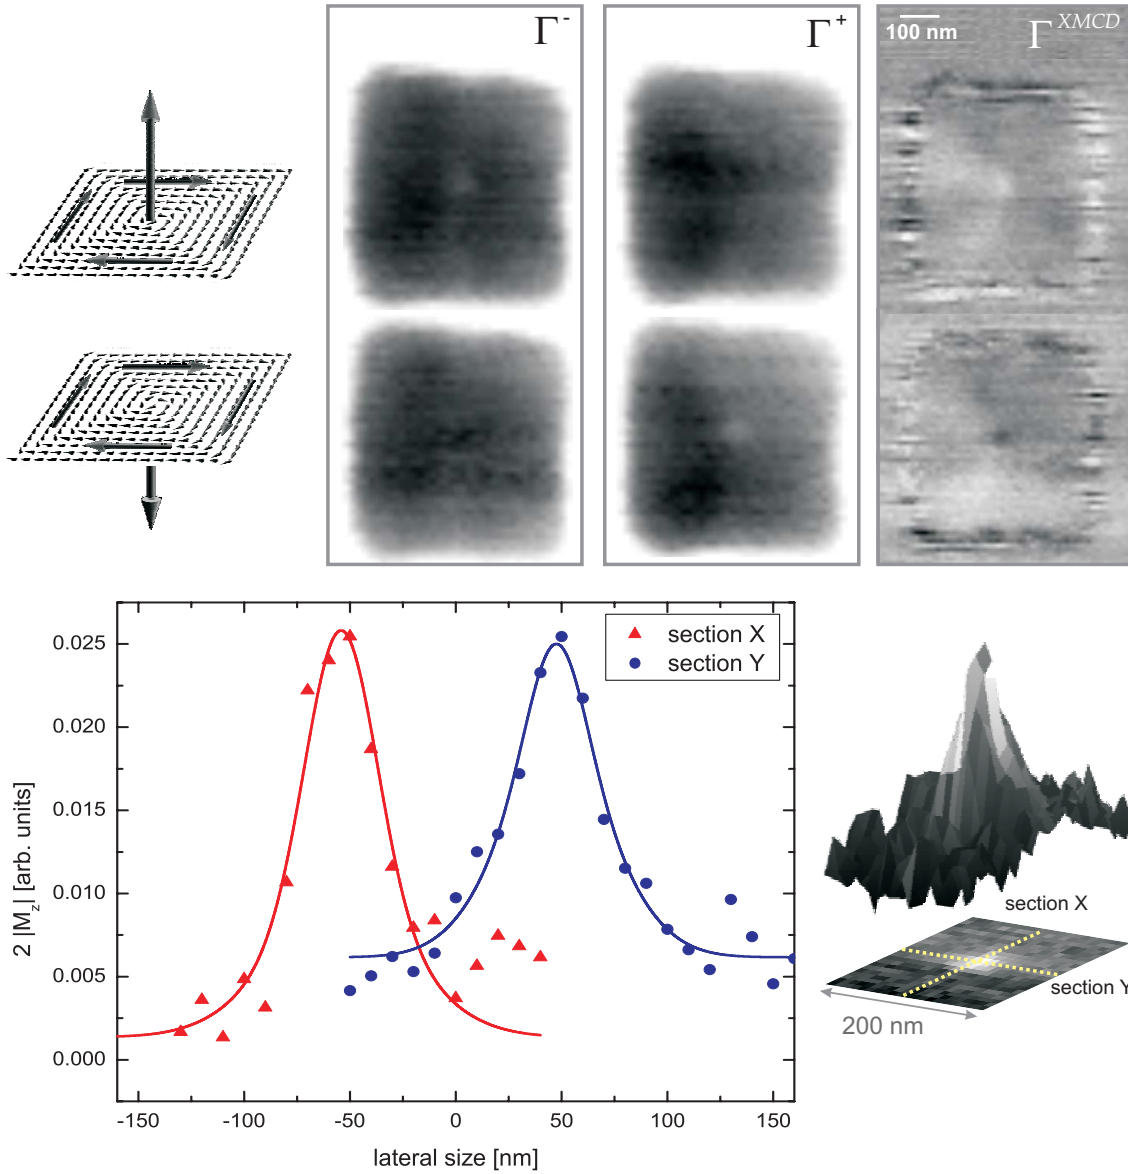 Γ-
Γ+
100 nm
Γ XMCD
0.025
0.020
0.015
0.010
0.005
0.000
2 |Mz| [arb. units]
section X
section Y
-150
-100
-50
0
50
100
150
lateral size [nm]
section X
section Y
200 nm